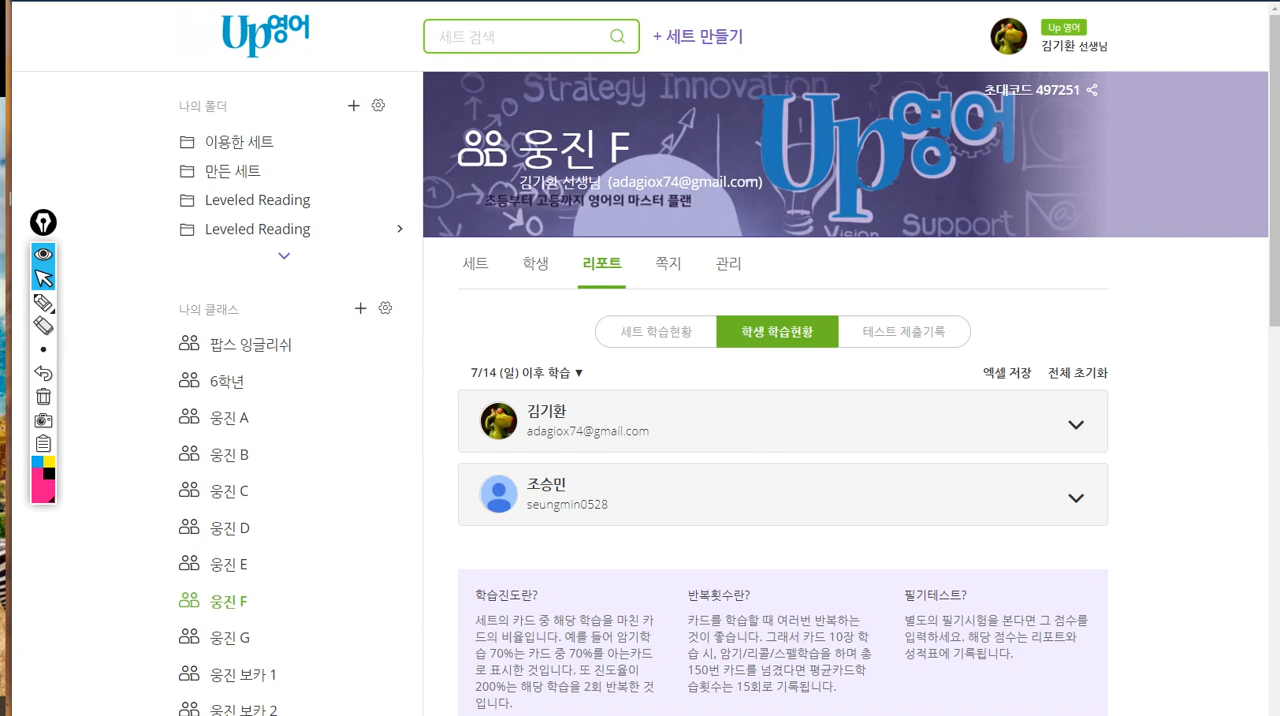 Up영어
세트 검색
+ 세트 만들기
Up 영어
김기환 선생님
나의 폴더
이용한 세트
만든 세트
Leveled Reading
Leveled Reading
나의 클래스
팝스 잉글리쉬
6학년
웅진 A
웅진 B
웅진 C
웅진 D
웅진 E
웅진 F
웅진 G
웅진 보카 1
웅진 보카 2
Strategy Innovation
초대코드 497251
Up영어
웅진 F
김기환 선생님 (adagiox74@gmail.com)
초등부터 고등까지 영어의 마스터 플랜
Support
Vision
세트 학생 리포트 쪽지 관리
세트 학습현황 학생 학습현황 테스트 제출기록
7/14 (일) 이후 학습 ▼ 엑셀 저장 전체 초기화
김기환
adagiox74@gmail.com
조승민
seungmin0528
학습진도란?
세트의 카드 중 해당 학습을 마친 카
드의 비율입니다. 예를 들어 암기학
습 70%는 카드 중 70%를 아는카드
로 표시한 것입니다. 또 진도율이
200%는 해당 학습을 2회 반복한 것
입니다.
반복횟수란?
카드를 학습할 때 여러번 반복하는
것이 좋습니다. 그래서 카드 10장 학
습 시, 암기/리콜/스펠학습을 하며 총
150번 카드를 넘겼다면 평균카드학
습횟수는 15회로 기록됩니다.
필기테스트?
별도의 필기시험을 본다면 그 점수를
입력하세요. 해당 점수는 리포트와
성적표에 기록됩니다.